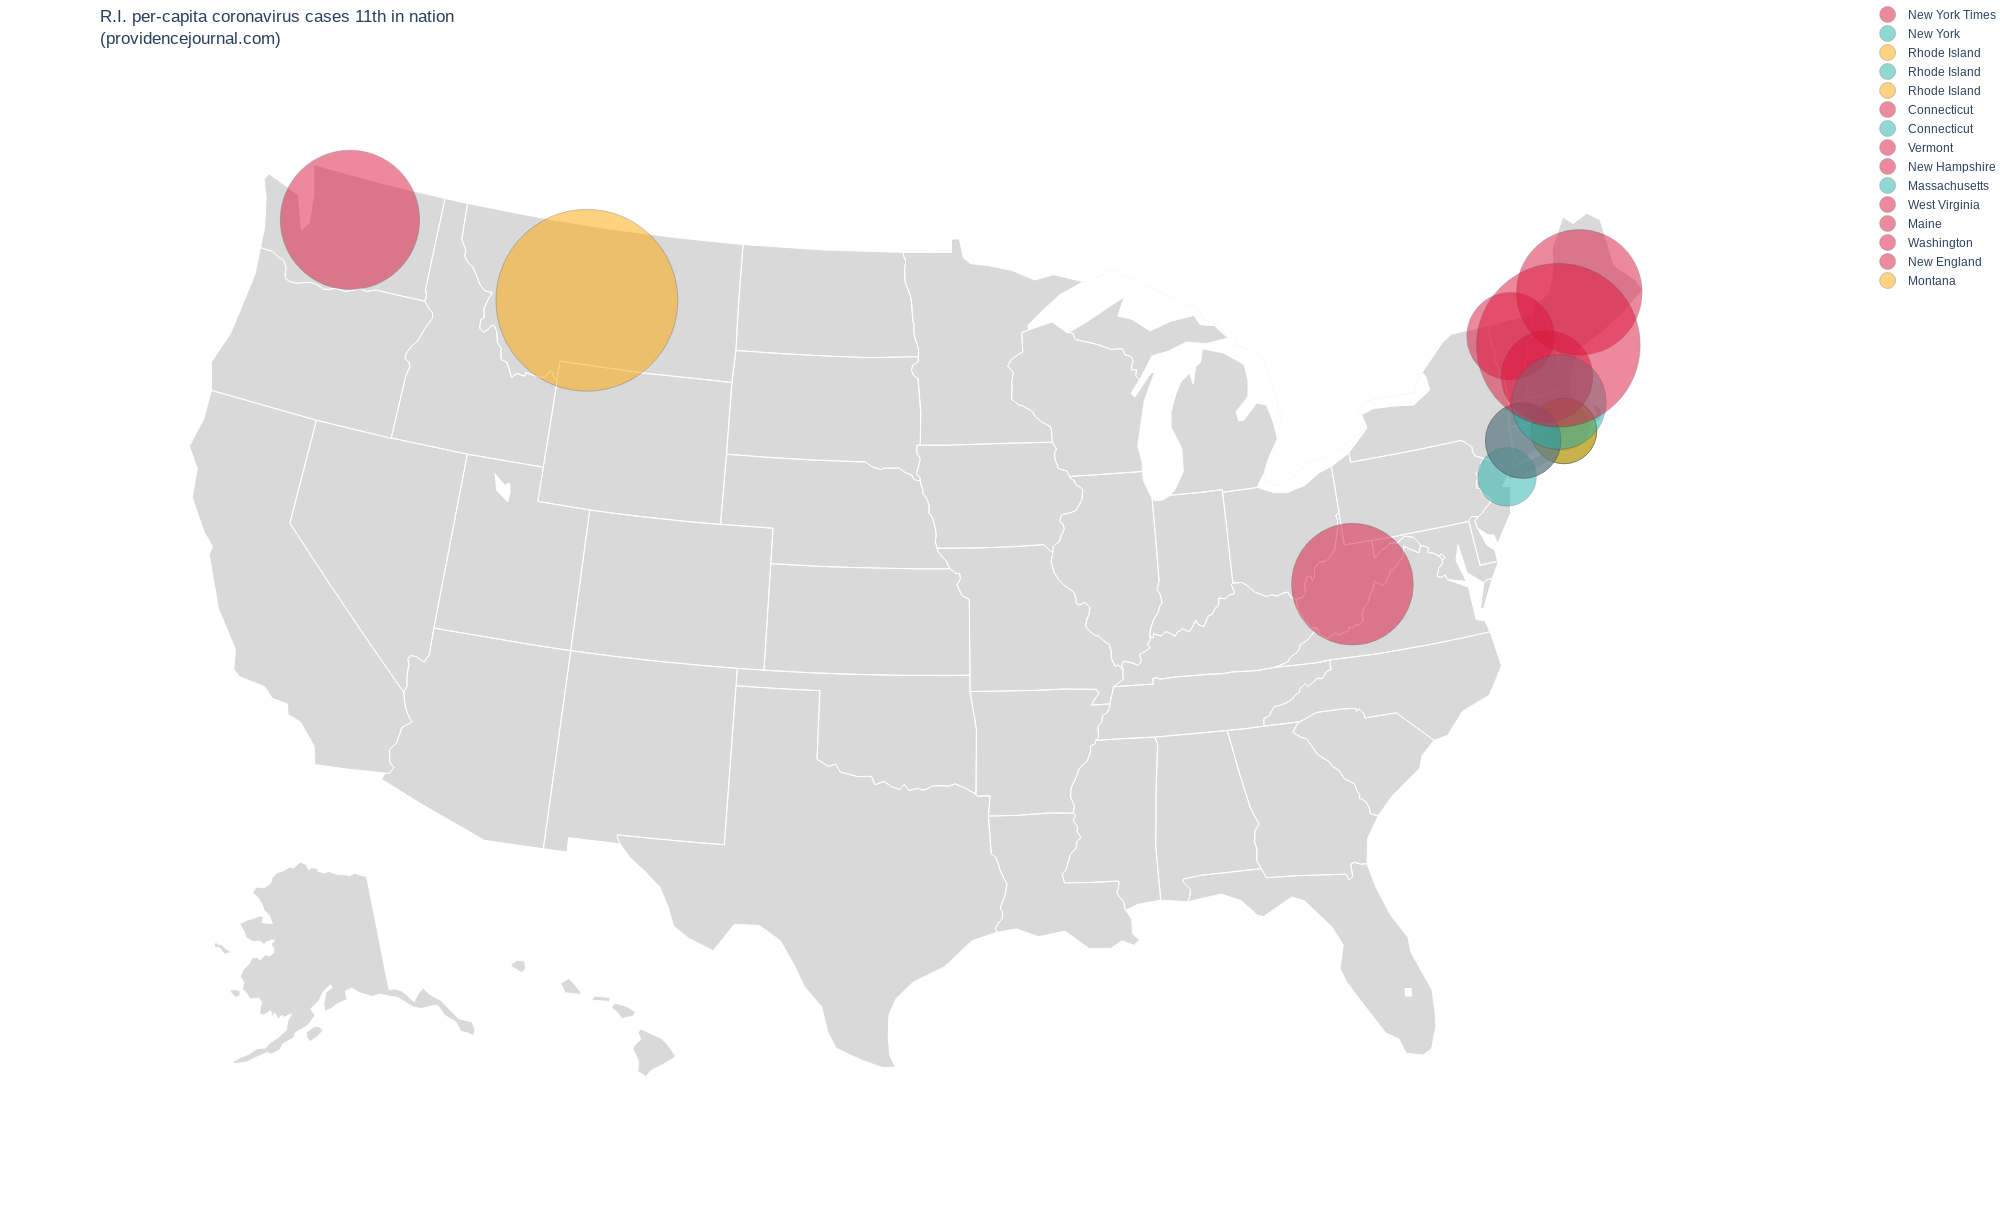 R.I. per-capita coronavirus cases 11th in nation
(providencejournal.com)
New York Times
New York
Rhode Island
Rhode Island
Rhode Island
Connecticut
Connecticut
Vermont
New Hampshire
Massachusetts
West Virginia
Maine
Washington
New England
Montana